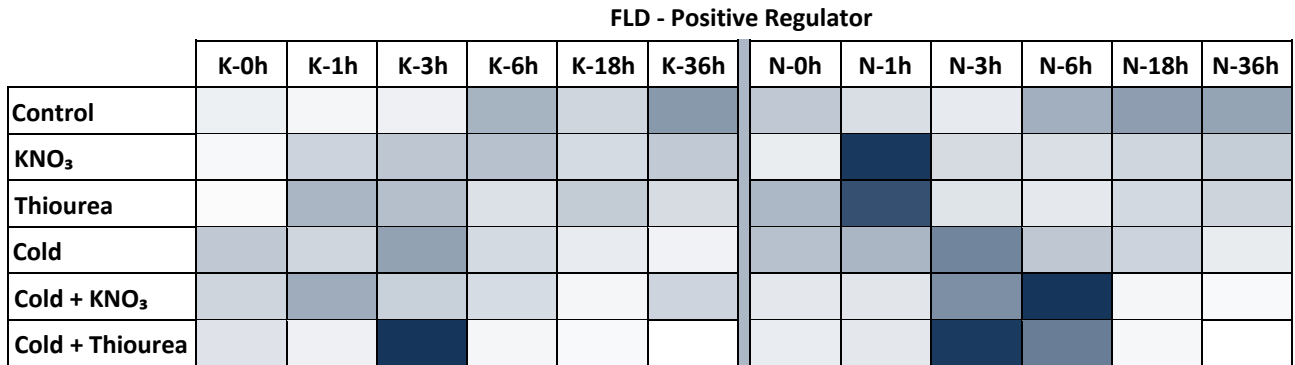 FLD - Positive Regulator
K-0h K-1h K-3h K-6h K-18h K-36h N-0h N-1h N-3h N-6h N-18h N-36h
Control
KNO₃
Thiourea
Cold
Cold + KNO₃
Cold + Thiourea